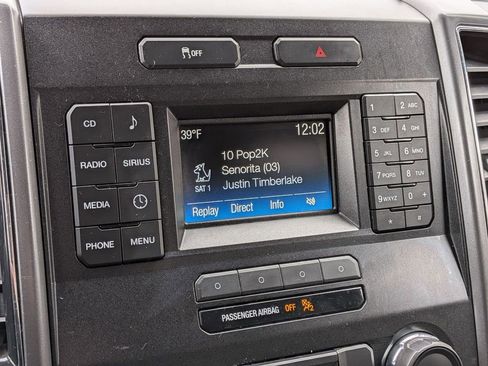 OFF
39°F 12:02
10 Pop2K
Senorita (03)
SAT 1 Justin Timberlake
Replay Direct Info
CD
RADIO SIRIUS
MEDIA
PHONE MENU
1 2 ABC
3 DEF 4 GHI
5 JKL 6 MNO
7 PQRS 8 TUV
9 WXYZ 0 +
* #
PASSENGER AIRBAG OFF 2